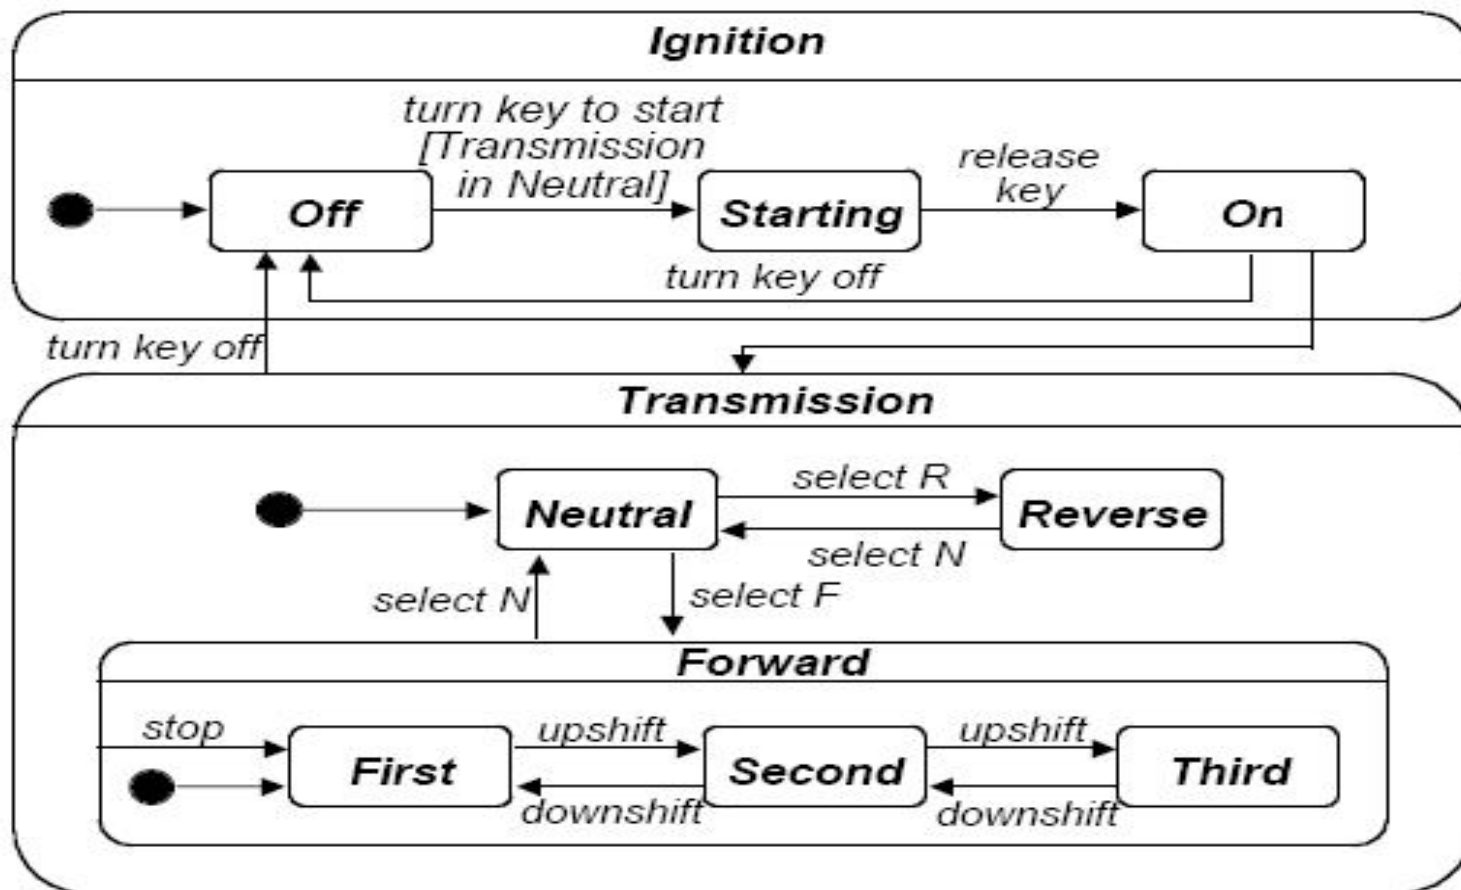 Ignition
turn key to start
[Transmission
in Neutral]
release
key
Off
Starting
On
turn key off
turn key off
Transmission
select R
Neutral
Reverse
select N
select N
select F
Forward
stop
upshift
upshift
First
Second
Third
downshift
downshift